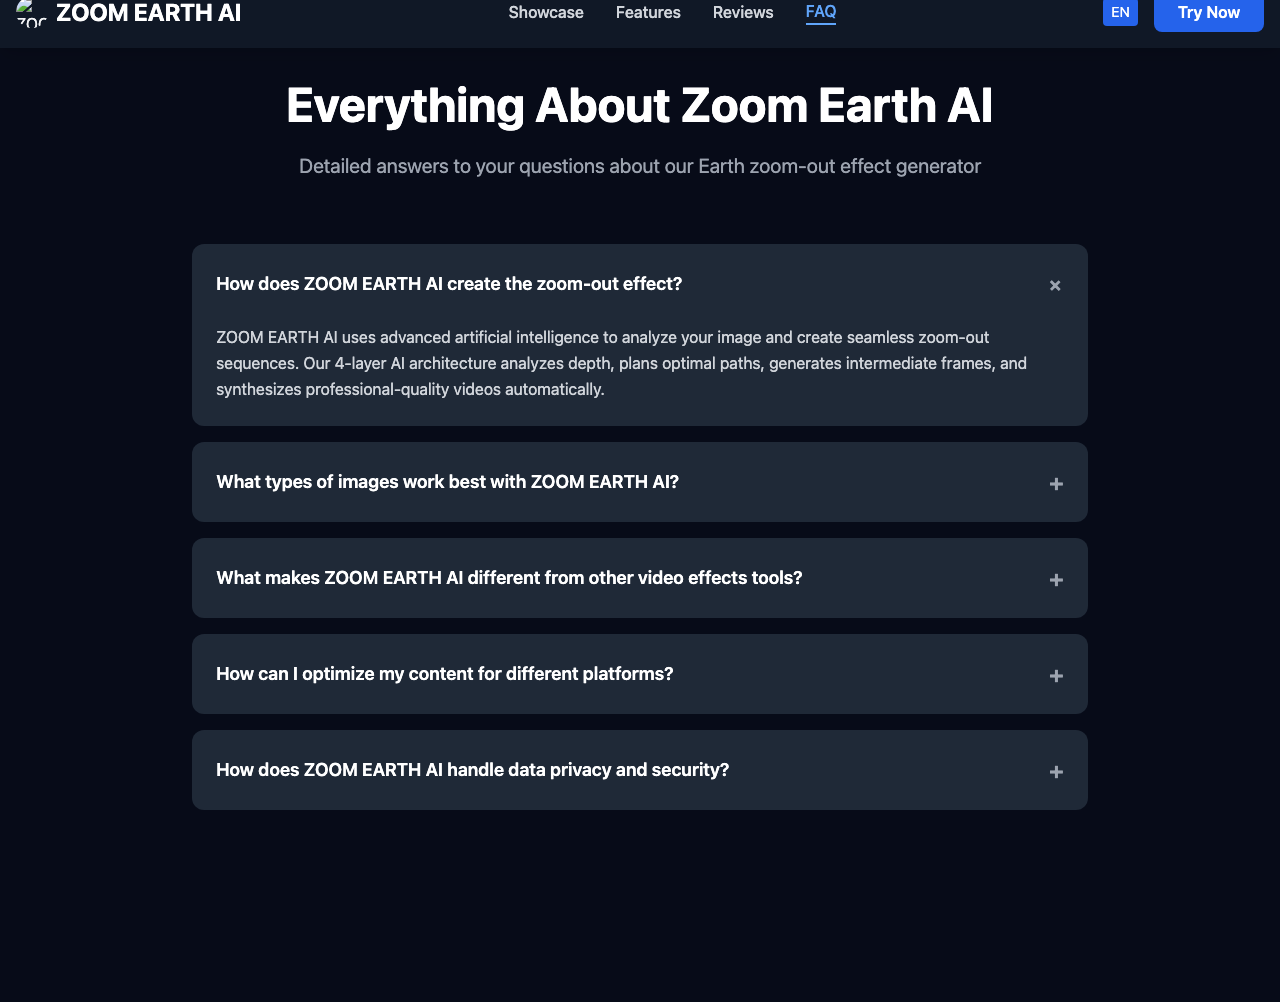 ZOOM EARTH AI
Showcase
Features
Reviews
FAQ
EN
Try Now
Everything About Zoom Earth AI
Detailed answers to your questions about our Earth zoom-out effect generator
How does ZOOM EARTH AI create the zoom-out effect?
ZOOM EARTH AI uses advanced artificial intelligence to analyze your image and create seamless zoom-out
sequences. Our 4-layer AI architecture analyzes depth, plans optimal paths, generates intermediate frames, and
synthesizes professional-quality videos automatically.
What types of images work best with ZOOM EARTH AI?
What makes ZOOM EARTH AI different from other video effects tools?
How can I optimize my content for different platforms?
How does ZOOM EARTH AI handle data privacy and security?